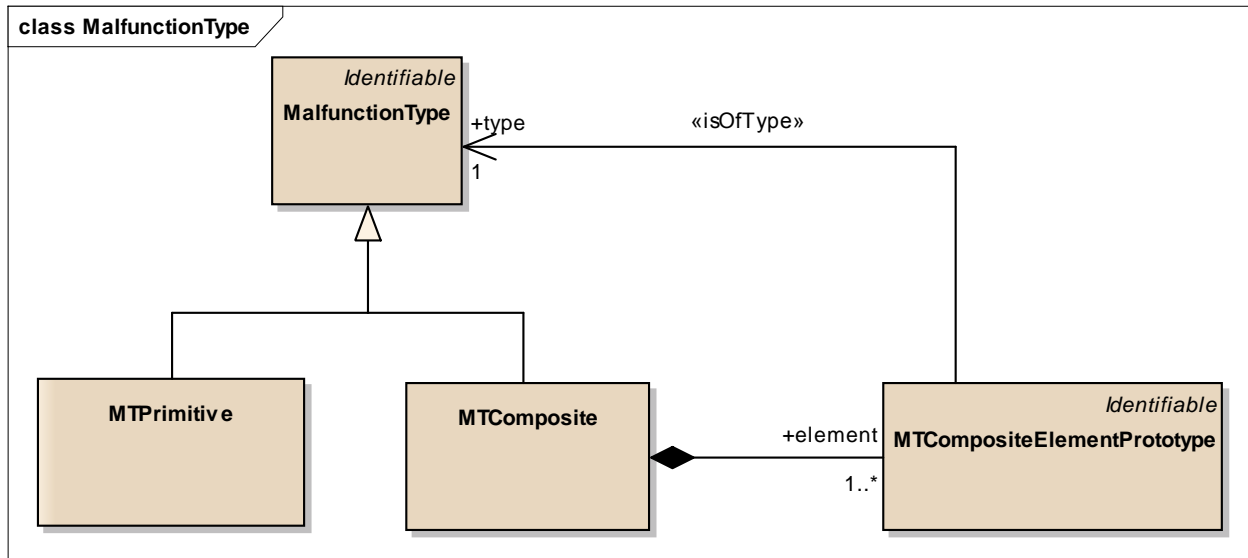 class MalfunctionType
Identifiable
MalfunctionType
+type
«isOfType»
1
MTPrimitive
MTComposite
+element
1..*
Identifiable
MTCompositeElementPrototype